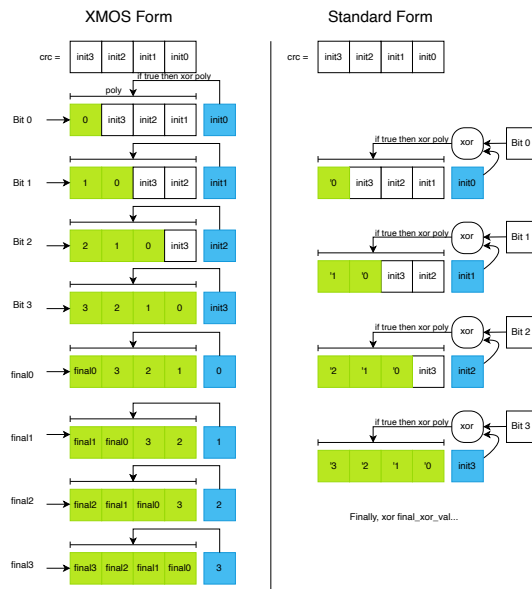 XMOS Form
crc = init3 init2 init1 init0
if true then xor poly
poly
Bit 0 0 init3 init2 init1 init0
Bit 1 1 0 init3 init2 init1
Bit 2 2 1 0 init3 init2
Bit 3 3 2 1 0 init3
final0 final0 3 2 1 0
final1 final1 final0 3 2 1
final2 final2 final1 final0 3 2
final3 final3 final2 final1 final0 3
Standard Form
crc = init3 init2 init1 init0
if true then xor poly xor Bit 0
'0 init3 init2 init1 init0
if true then xor poly xor Bit 1
'1 '0 init3 init2 init1
if true then xor poly xor Bit 2
'2 '1 '0 init3 init2
if true then xor poly xor Bit 3
'3 '2 '1 '0 init3
Finally, xor final_xor_val...